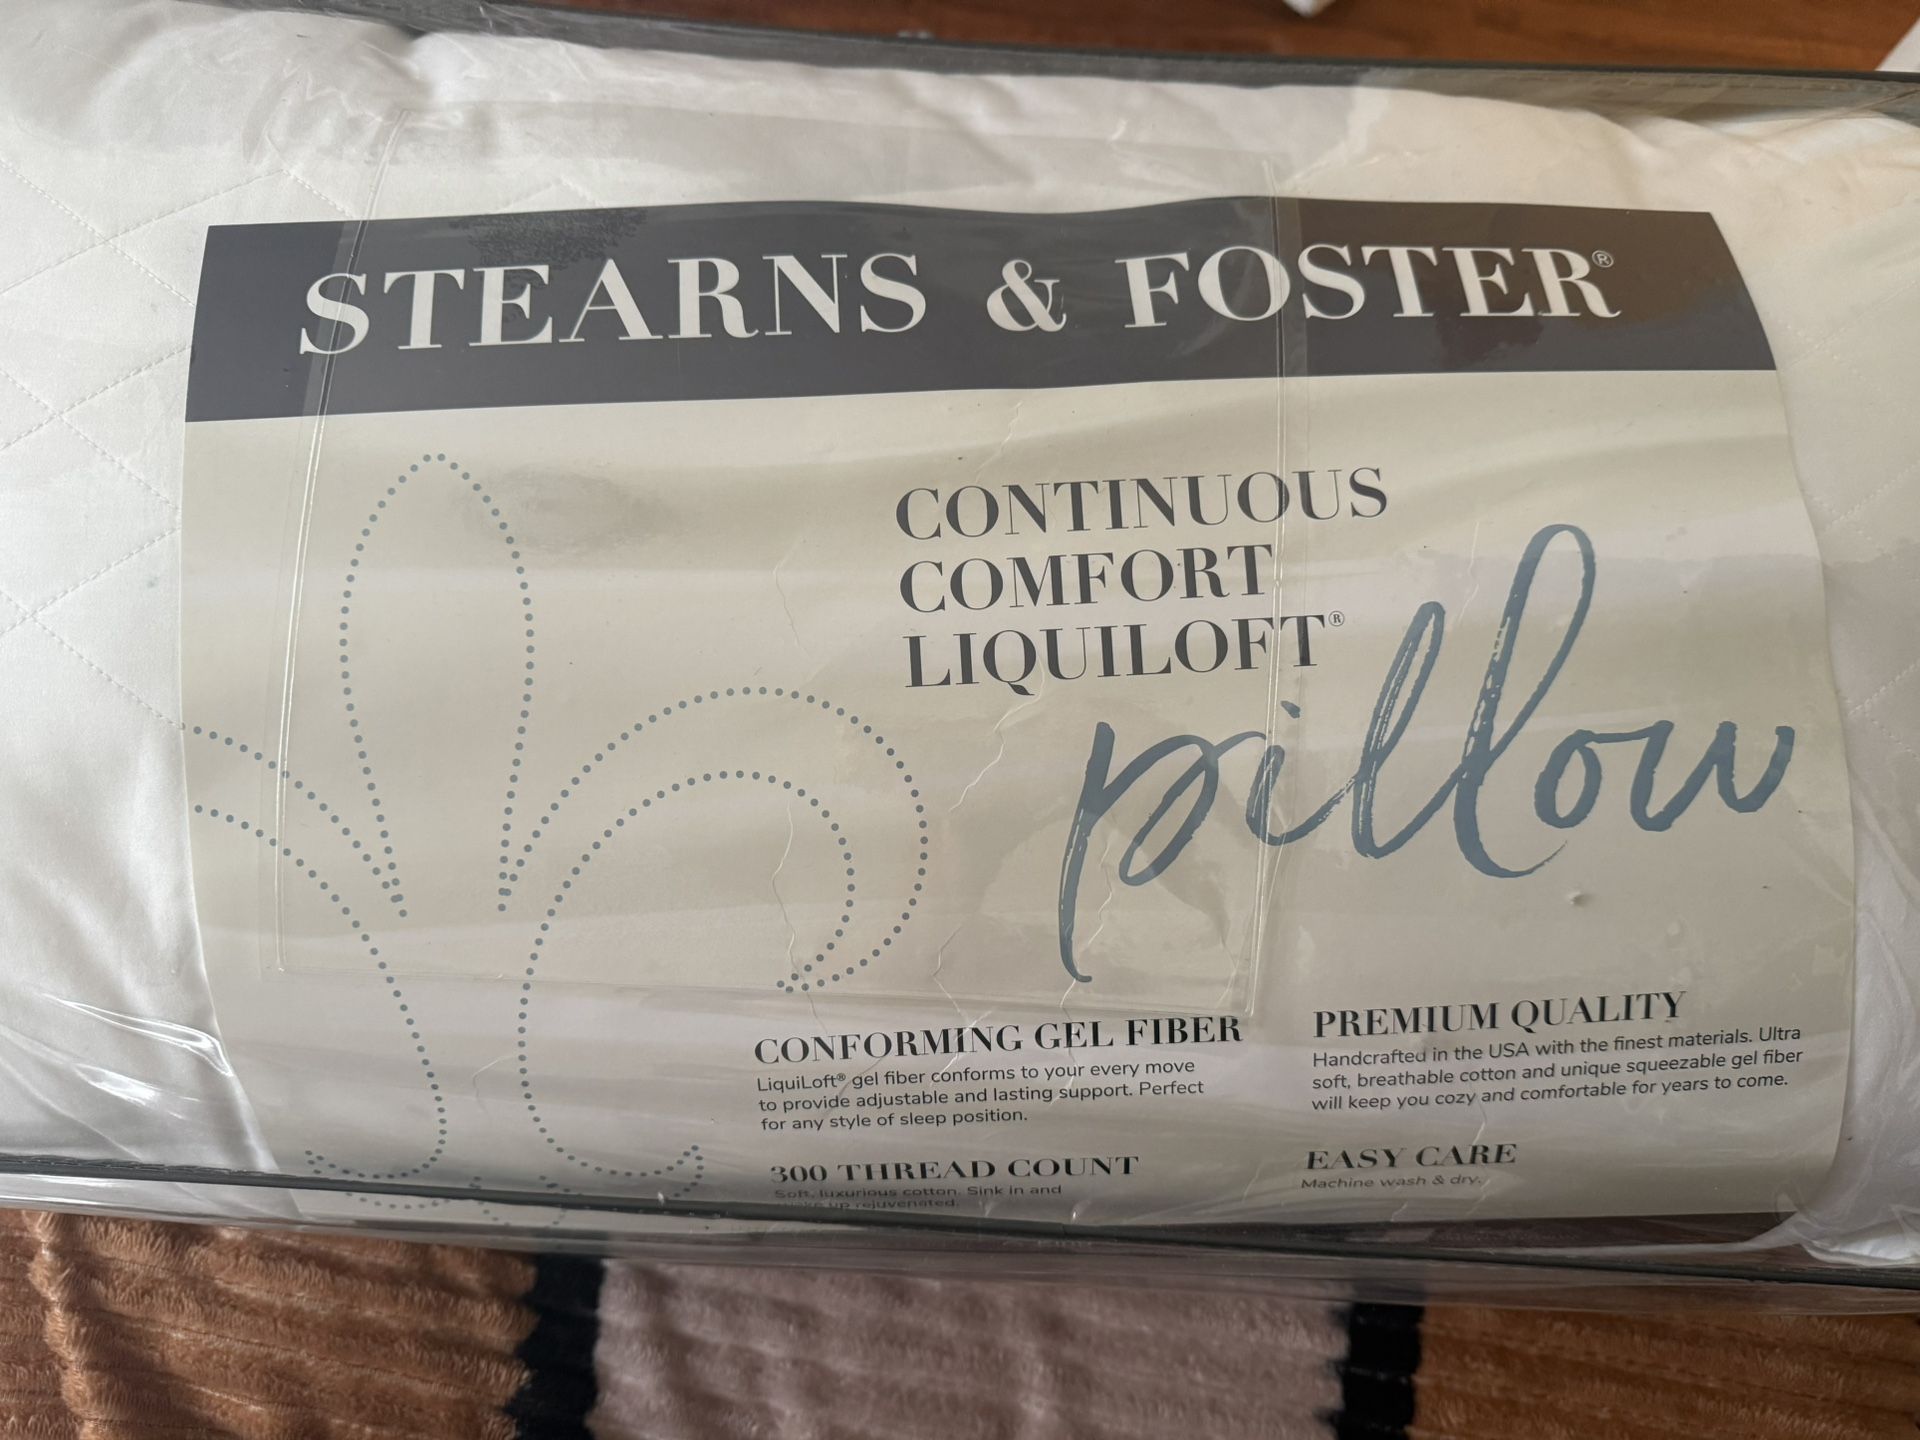 STEARNS & FOSTER®
CONTINUOUS
COMFORT
LIQUILOFT®
pillow
CONFORMING GEL FIBER
LiquiLoft® gel fiber conforms to your every move
to provide adjustable and lasting support. Perfect
for any style of sleep position.
300 THREAD COUNT
Soft, luxurious cotton. Sink in and
wake up rejuvenated.
PREMIUM QUALITY
Handcrafted in the USA with the finest materials. Ultra
soft, breathable cotton and unique squeezable gel fiber
will keep you cozy and comfortable for years to come.
EASY CARE
Machine wash & dry.